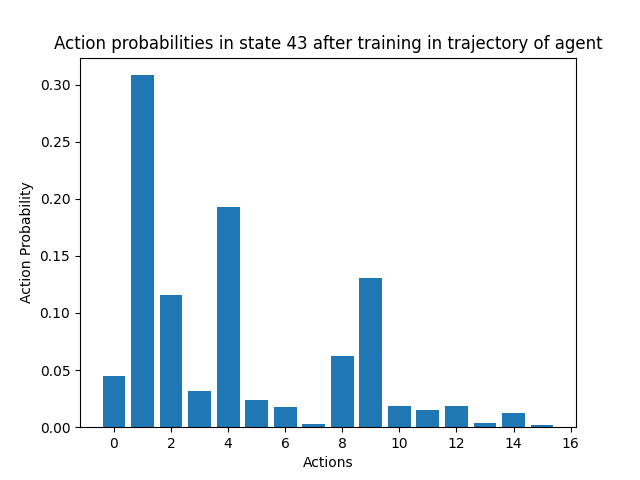 Action probabilities in state 43 after training in trajectory of agent
Action Probability
0.30
0.25
0.20
0.15
0.10
0.05
0.00
0 2 4 6 8 10 12 14 16
Actions